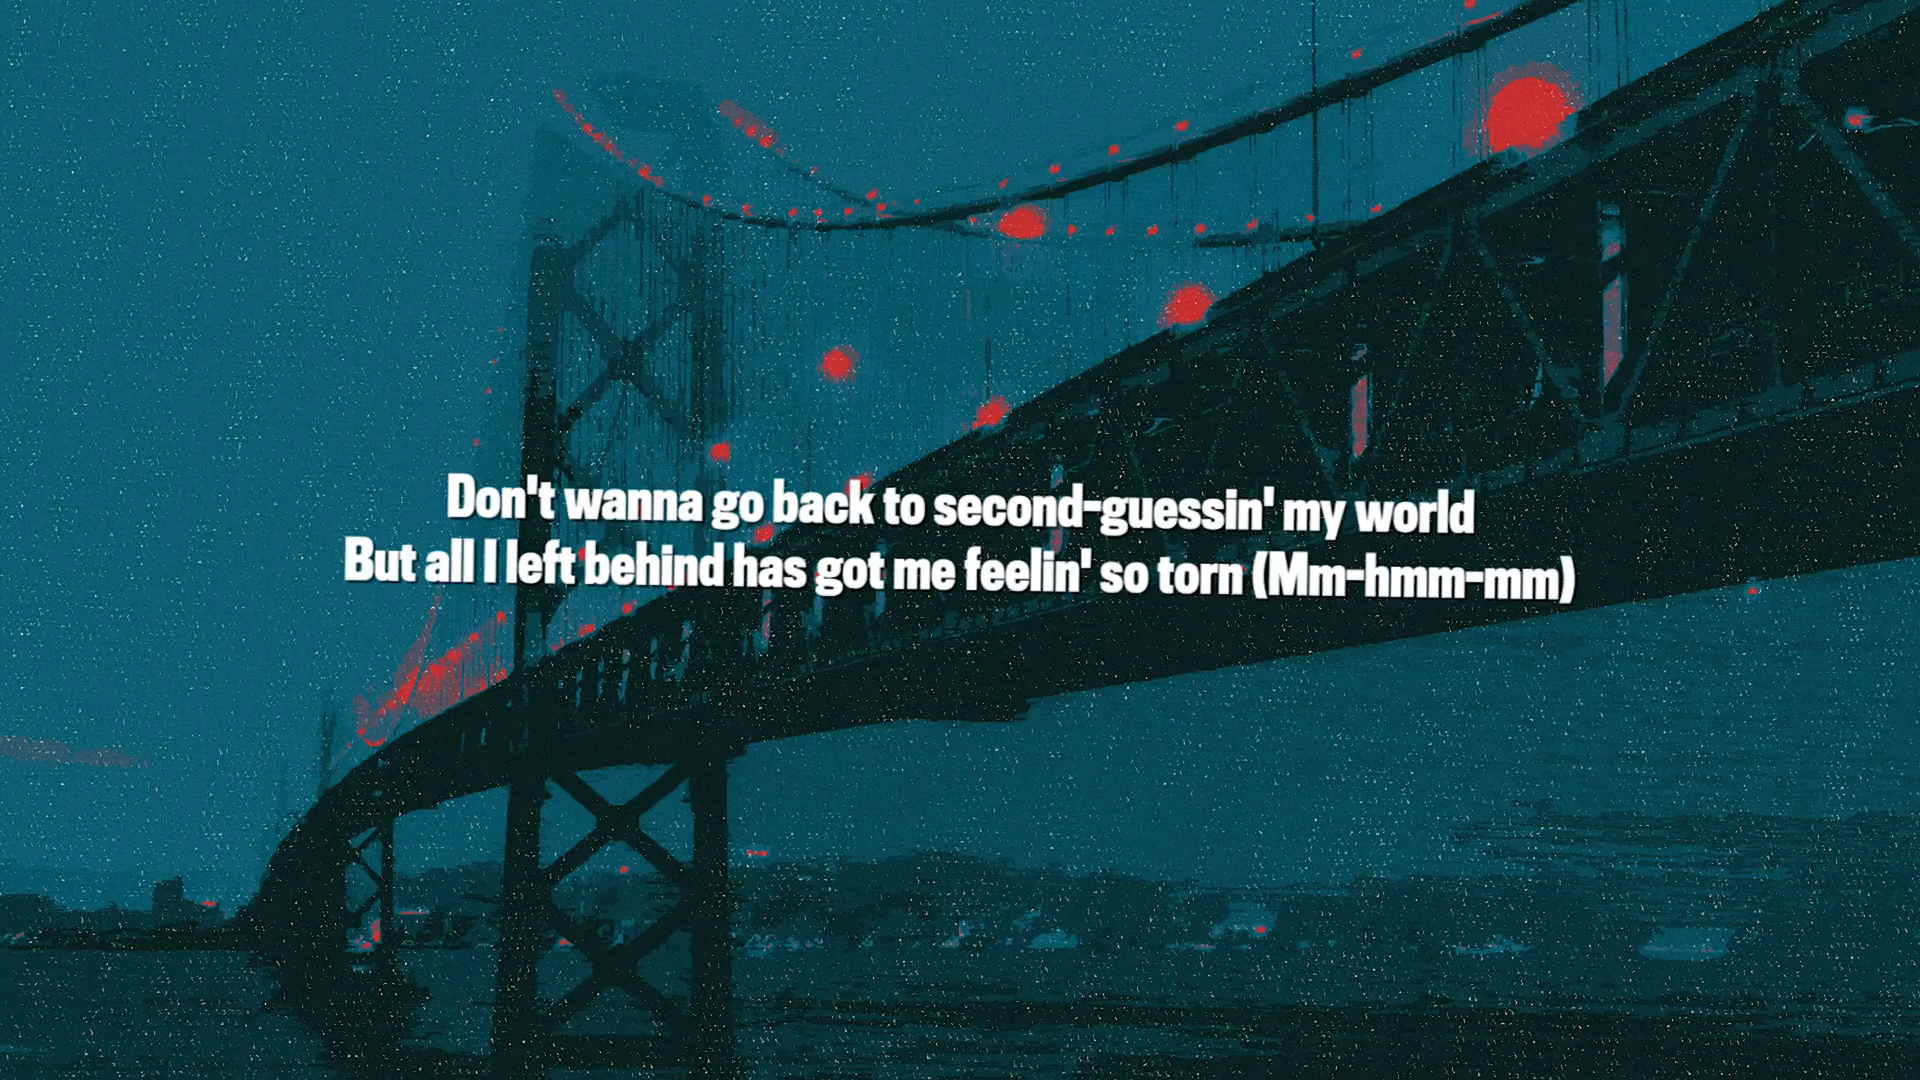 Don't wanna go back to second-guessin' my world
But all I left behind has got me feelin' so torn (Mm-hmm-mm)